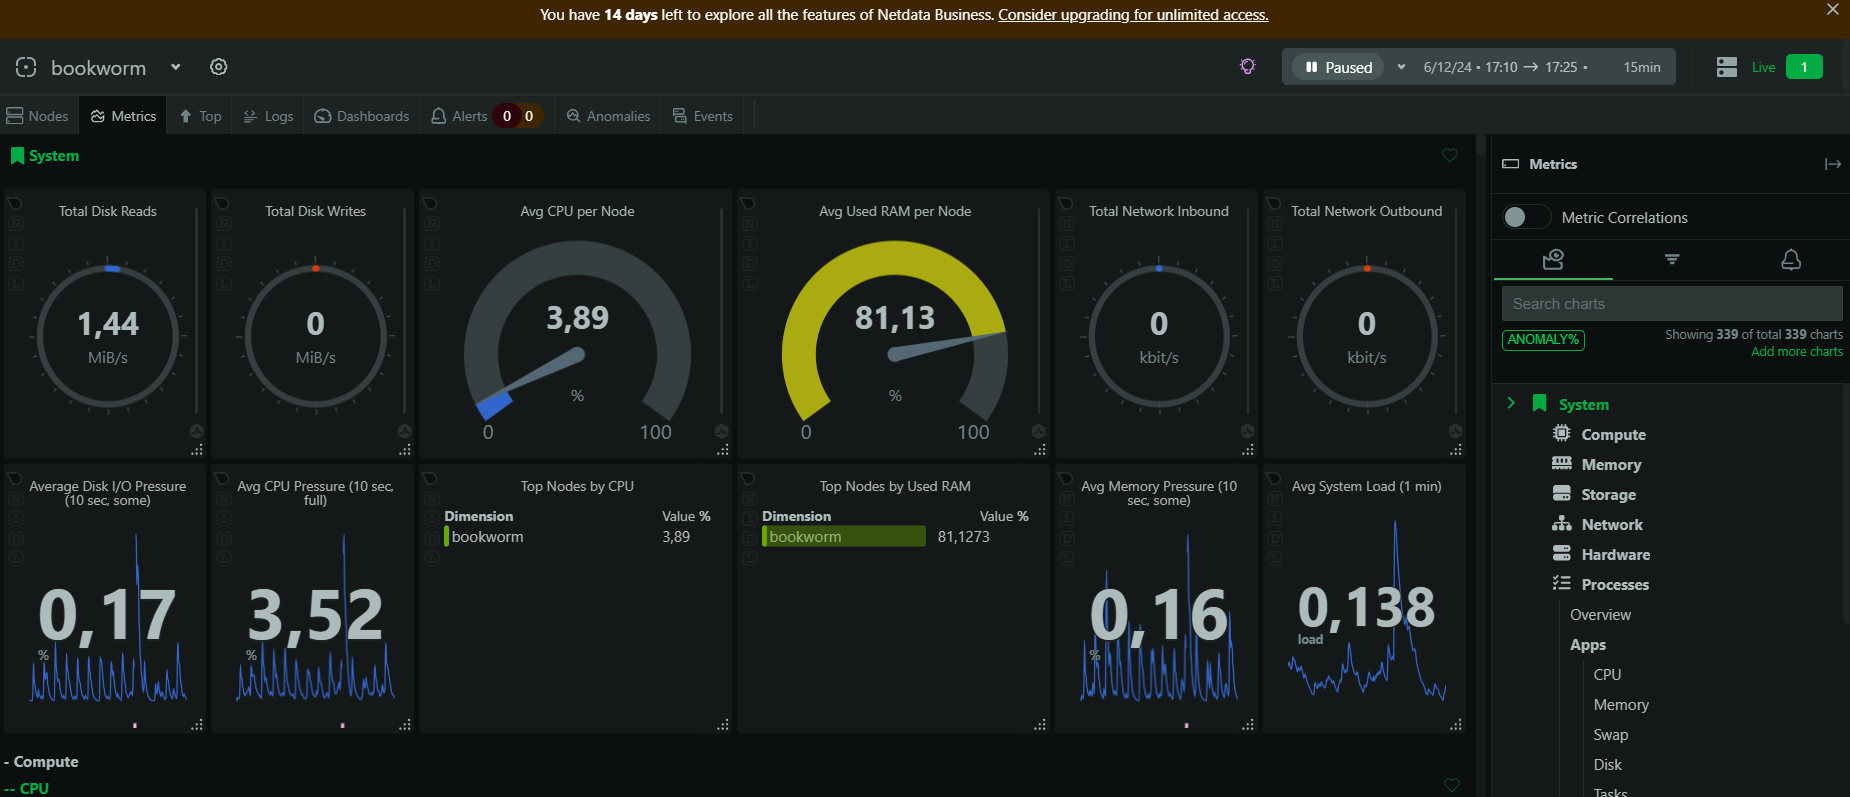 You have 14 days left to explore all the features of Netdata Business. Consider upgrading for unlimited access.
bookworm
Paused
6/12/24 • 17:10 → 17:25 •
15min
Live
1
Nodes
Metrics
Top
Logs
Dashboards
Alerts
0
0
Anomalies
Events
System
Total Disk Reads
N
I
D
L
1,44
MiB/s
Total Disk Writes
N
I
D
L
0
MiB/s
Avg CPU per Node
N
I
D
L
3,89
%
0
100
Avg Used RAM per Node
N
I
D
L
81,13
%
0
100
Total Network Inbound
N
I
D
L
0
kbit/s
Total Network Outbound
N
I
D
L
0
kbit/s
Average Disk I/O Pressure
(10 sec, some)
N
I
D
L
0,17
%
Avg CPU Pressure (10 sec,
full)
N
I
D
L
3,52
%
Top Nodes by CPU
N
I
D
L
Dimension Value %
bookworm 3,89
Top Nodes by Used RAM
N
I
D
L
Dimension Value %
bookworm 81,1273
Avg Memory Pressure (10
sec, some)
N
I
D
L
0,16
%
Avg System Load (1 min)
N
I
D
L
0,138
load
- Compute
-- CPU
Metrics
Metric Correlations
Search charts
ANOMALY%
Showing 339 of total 339 charts
Add more charts
System
Compute
Memory
Storage
Network
Hardware
Processes
Overview
Apps
CPU
Memory
Swap
Disk
Tasks